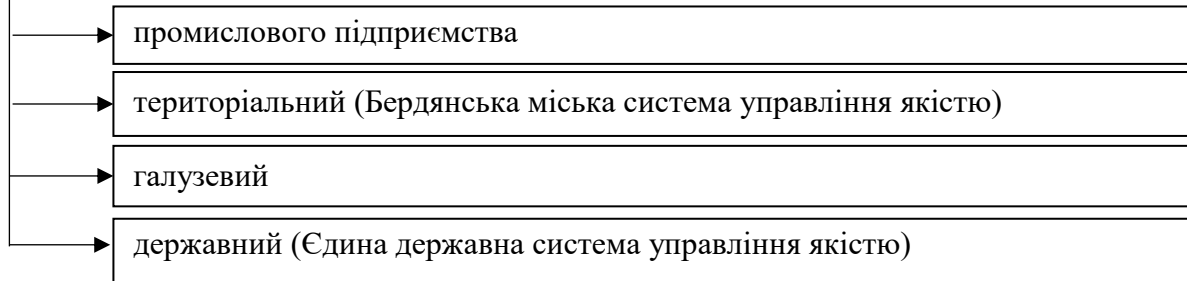 промислового підприємства
територіальний (Бердянська міська система управління якістю)
галузевий
державний (Єдина державна система управління якістю)